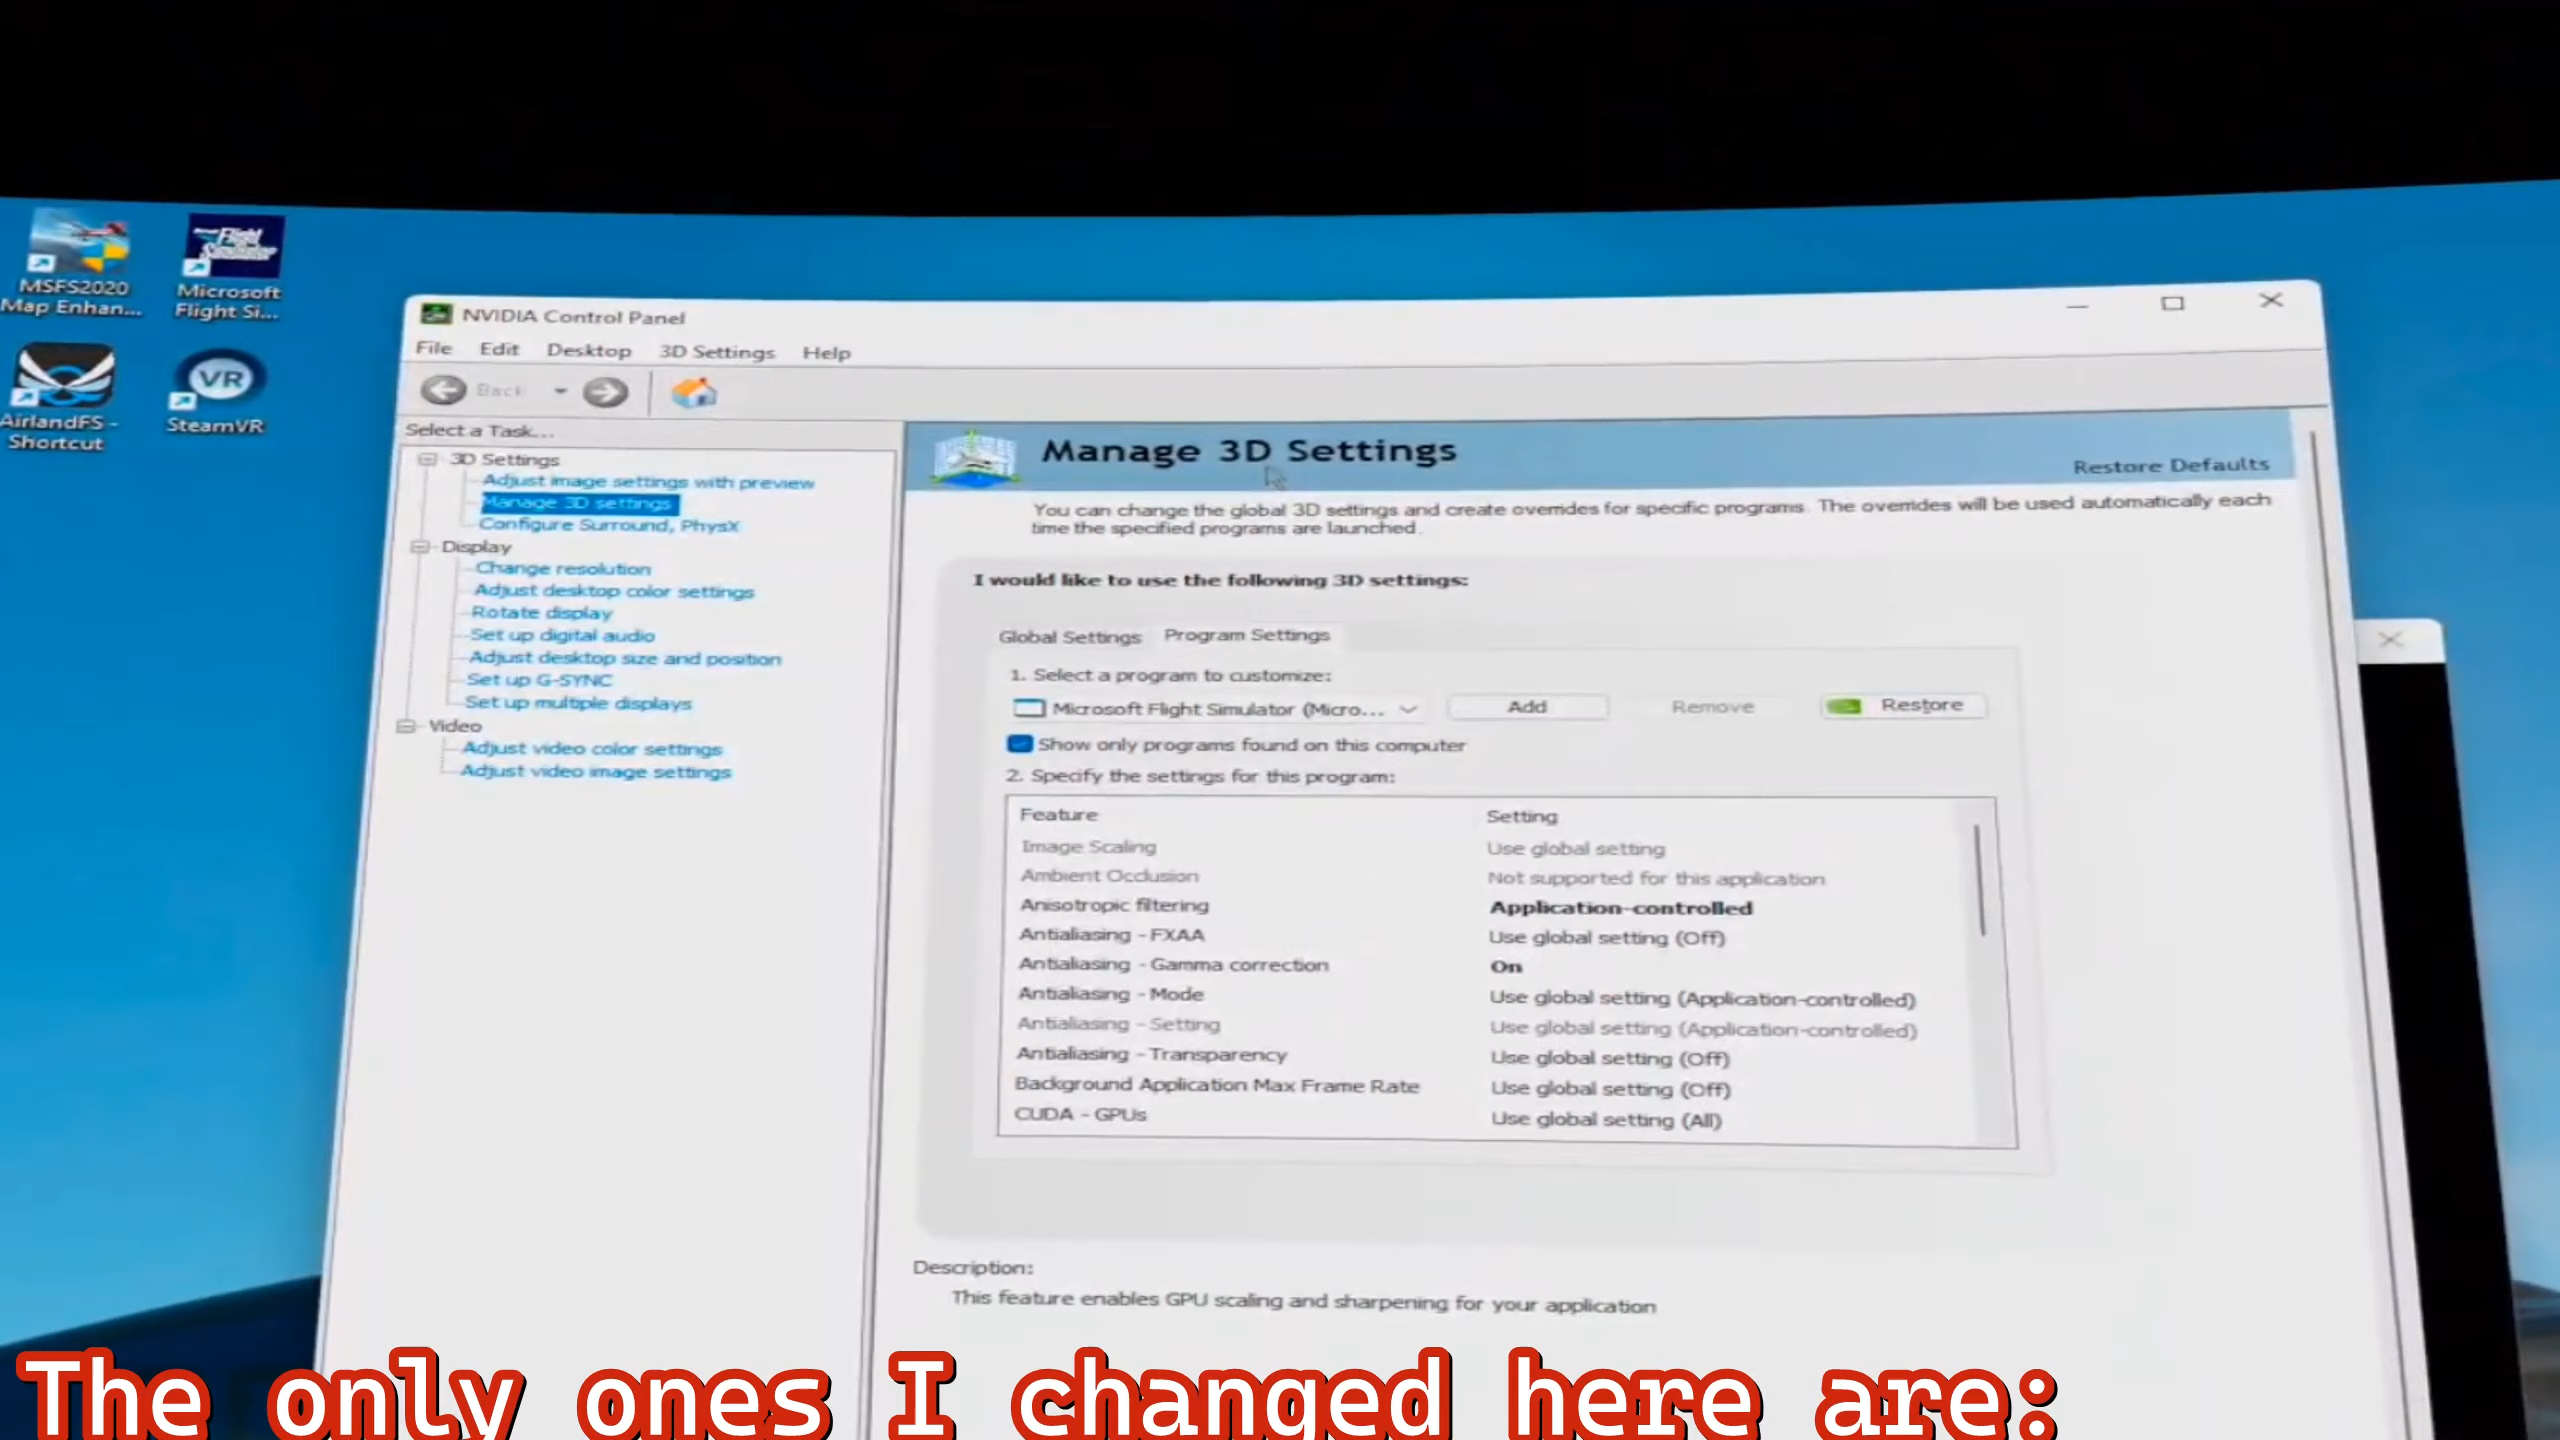 MSFS2020
Map Enhan...
Microsoft
Flight Si...
Flight
Simulator
AirlandFS -
Shortcut
VR
SteamVR
NVIDIA Control Panel
File Edit Desktop 3D Settings Help
Back
Select a Task...
3D Settings
Adjust image settings with preview
Manage 3D settings
Configure Surround, PhysX
Display
Change resolution
Adjust desktop color settings
Rotate display
Set up digital audio
Adjust desktop size and position
Set up G-SYNC
Set up multiple displays
Video
Adjust video color settings
Adjust video image settings
Manage 3D Settings
Restore Defaults
You can change the global 3D settings and create overrides for specific programs. The overrides will be used automatically each
time the specified programs are launched.
I would like to use the following 3D settings:
Global Settings Program Settings
1. Select a program to customize:
Microsoft Flight Simulator (Micro... Add Remove Restore
Show only programs found on this computer
2. Specify the settings for this program:
Feature Setting
Image Scaling Use global setting
Ambient Occlusion Not supported for this application
Anisotropic filtering Application-controlled
Antialiasing - FXAA Use global setting (Off)
Antialiasing - Gamma correction On
Antialiasing - Mode Use global setting (Application-controlled)
Antialiasing - Setting Use global setting (Application-controlled)
Antialiasing - Transparency Use global setting (Off)
Background Application Max Frame Rate Use global setting (Off)
CUDA - GPUs Use global setting (All)
Description:
This feature enables GPU scaling and sharpening for your application
The only ones I changed here are: